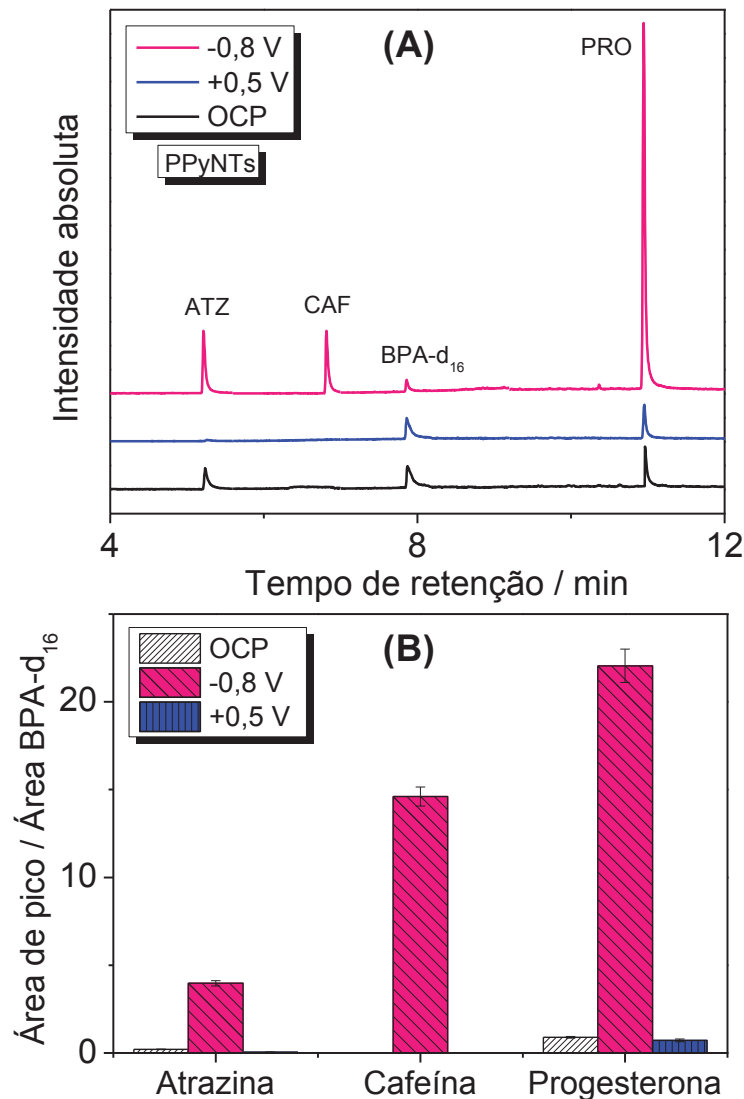 (A)
-0,8 V
+0,5 V
OCP
PPyNTs
PRO
ATZ
CAF
BPA-d₁₆
Intensidade absoluta
4
8
12
Tempo de retenção / min
(B)
OCP
-0,8 V
+0,5 V
Área de pico / Área BPA-d₁₆
20
10
0
Atrazina
Cafeína
Progesterona